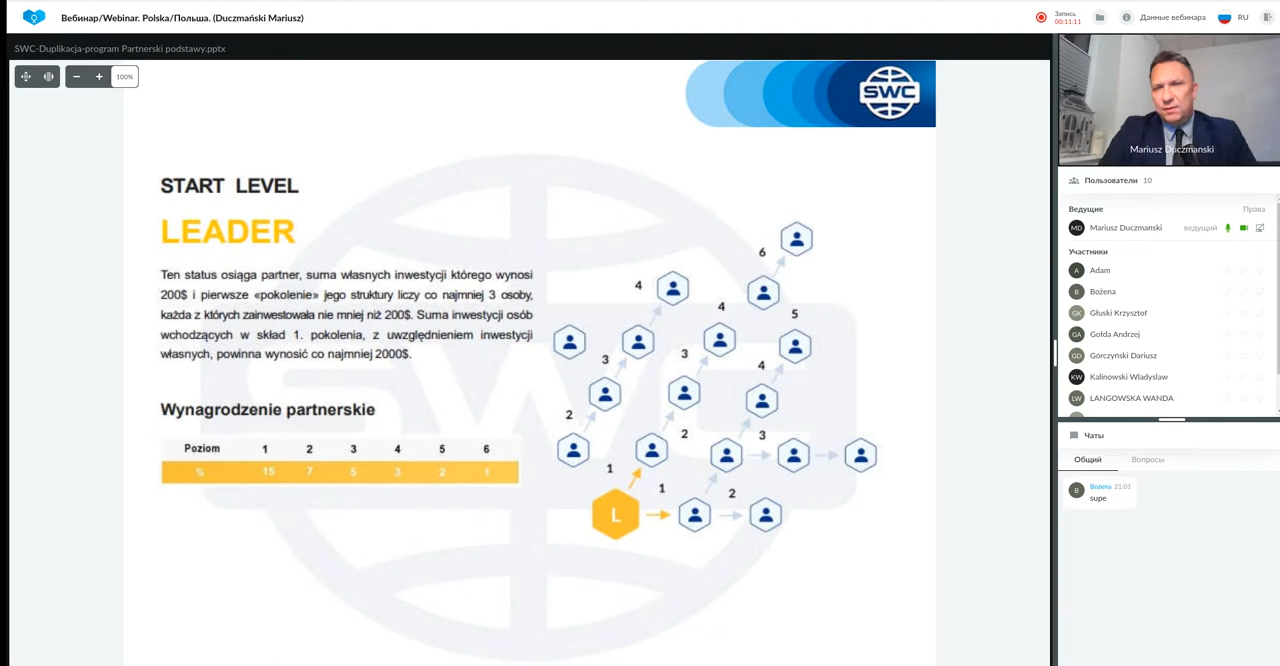 Вебинар/Webinar. Polska/Польша. (Duczmański Mariusz)
Запись
00:11:11
Данные вебинара
RU
SWC-Duplikacja-program Partnerski podstawy.pptx
100%
SWC
START LEVEL
LEADER
Ten status osiąga partner, suma własnych inwestycji którego wynosi
200$ i pierwsze «pokolenie» jego struktury liczy co najmniej 3 osoby,
każda z których zainwestowała nie mniej niż 200$. Suma inwestycji osób
wchodzących w skład 1. pokolenia, z uwzględnieniem inwestycji
własnych, powinna wynosić co najmniej 2000$.
Wynagrodzenie partnerskie
Poziom 1 2 3 4 5 6
% 15 7 5 3 2 1
6
4
4
5
3
3
4
2
2
3
1
1
2
L
Mariusz Duczmanski
Пользователи 10
Ведущие Права
MD Mariusz Duczmanski ведущий
Участники
A Adam
B Bożena
GK Głuski Krzysztof
GA Gołda Andrzej
GD Górczyński Dariusz
KW Kalinowski Wladyslaw
LW LANGOWSKA WANDA
Чаты
Общий Вопросы
B Bożena 21:01
supe